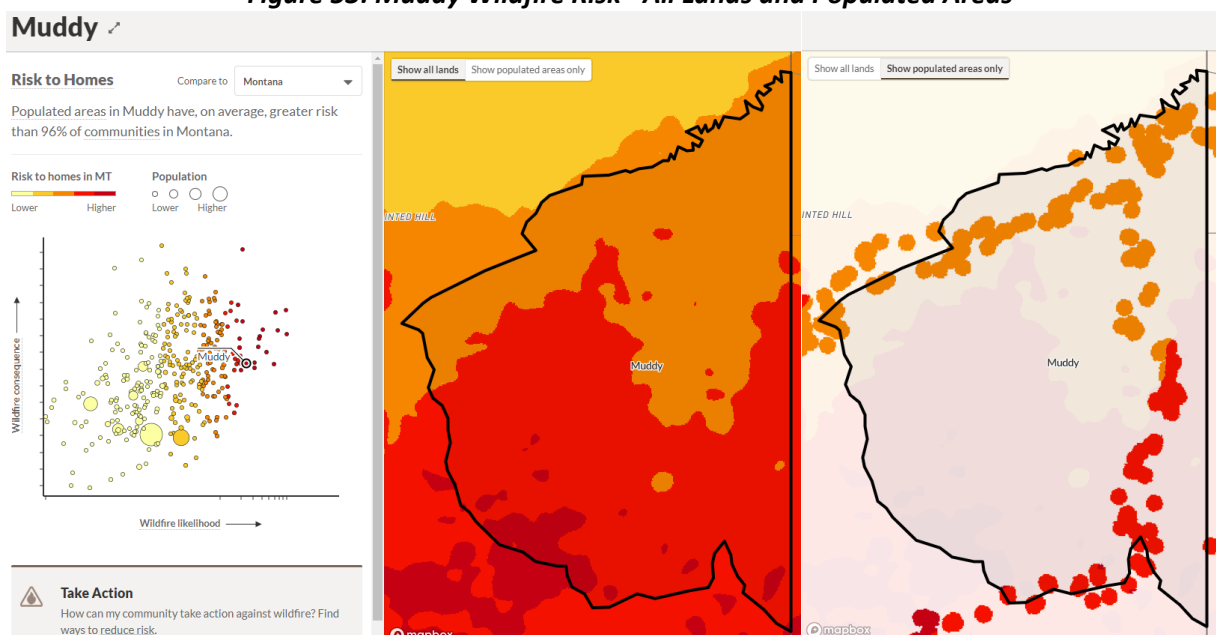 Muddy
Risk to Homes
Compare to
Montana
Populated areas in Muddy have, on average, greater risk
than 96% of communities in Montana.
Risk to homes in MT
Population
Lower
Higher
Lower
Higher
Wildfire consequence
Muddy
Wildfire likelihood
Take Action
How can my community take action against wildfire? Find
ways to reduce risk.
Show all lands
Show populated areas only
INTED HILL
Muddy
mapbox
Show all lands
Show populated areas only
INTED HILL
Muddy
mapbox